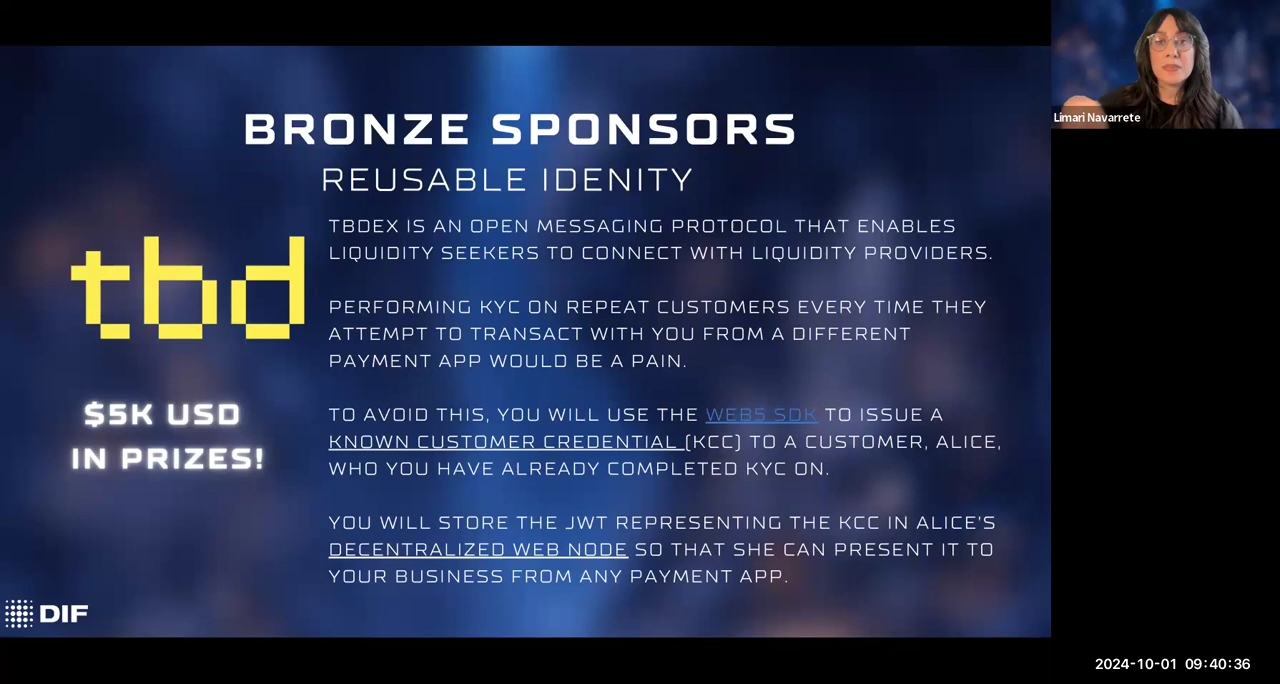 BRONZE SPONSORS
REUSABLE IDENITY
tbd
$5K USD
IN PRIZES!
TBDEX IS AN OPEN MESSAGING PROTOCOL THAT ENABLES
LIQUIDITY SEEKERS TO CONNECT WITH LIQUIDITY PROVIDERS.
PERFORMING KYC ON REPEAT CUSTOMERS EVERY TIME THEY
ATTEMPT TO TRANSACT WITH YOU FROM A DIFFERENT
PAYMENT APP WOULD BE A PAIN.
TO AVOID THIS, YOU WILL USE THE WEB5 SDK TO ISSUE A
KNOWN CUSTOMER CREDENTIAL (KCC) TO A CUSTOMER, ALICE,
WHO YOU HAVE ALREADY COMPLETED KYC ON.
YOU WILL STORE THE JWT REPRESENTING THE KCC IN ALICE'S
DECENTRALIZED WEB NODE SO THAT SHE CAN PRESENT IT TO
YOUR BUSINESS FROM ANY PAYMENT APP.
DIF
Limari Navarrete
2024-10-01 09:40:36